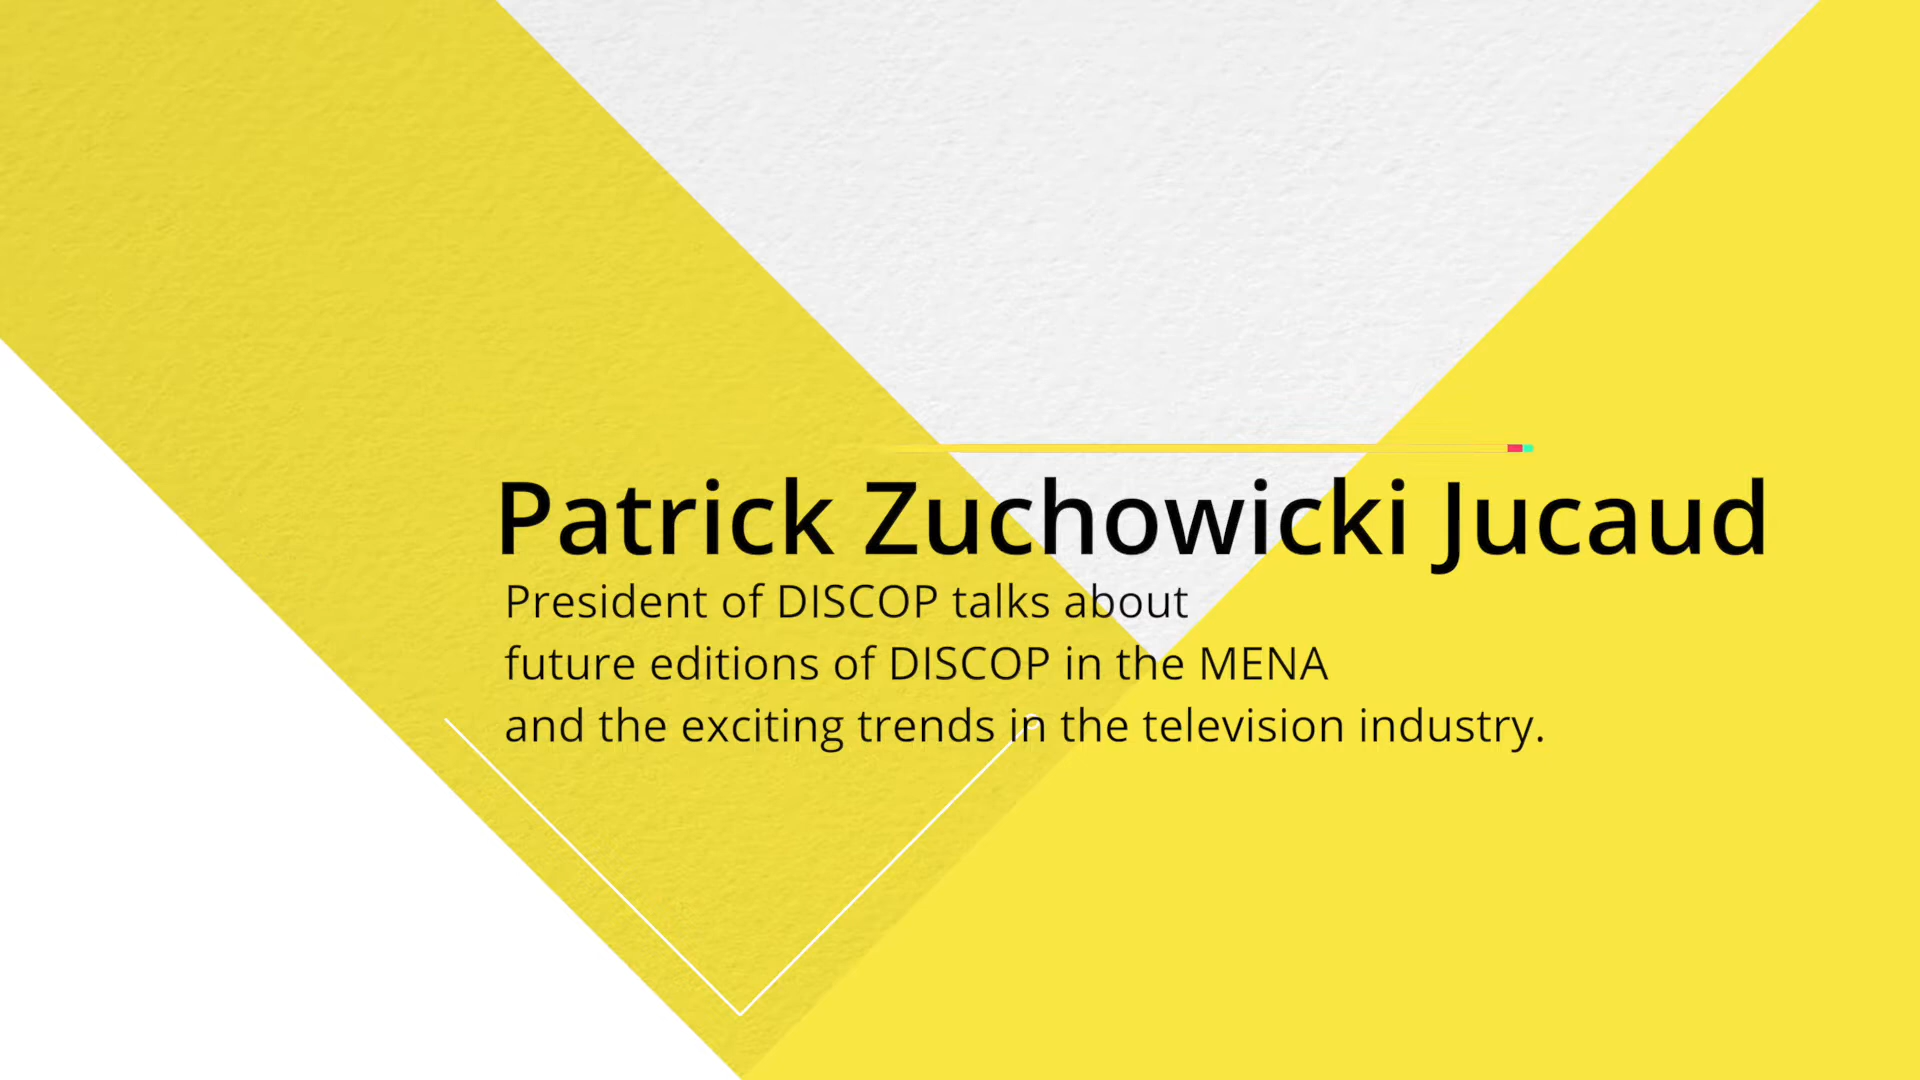 Patrick Zuchowicki Jucaud
President of DISCOP talks about
future editions of DISCOP in the MENA
and the exciting trends in the television industry.